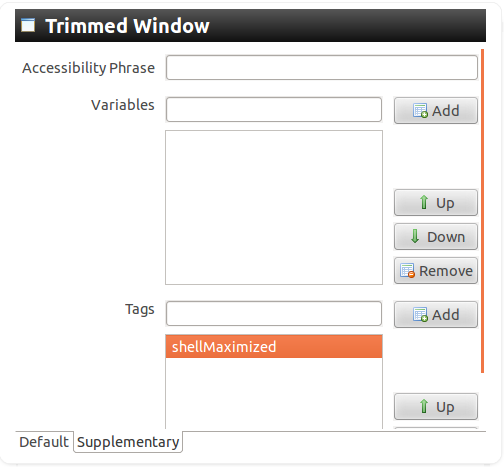 Trimmed Window
Accessibility Phrase
Variables
Add
Up
Down
Remove
Tags
Add
shellMaximized
Up
Default Supplementary